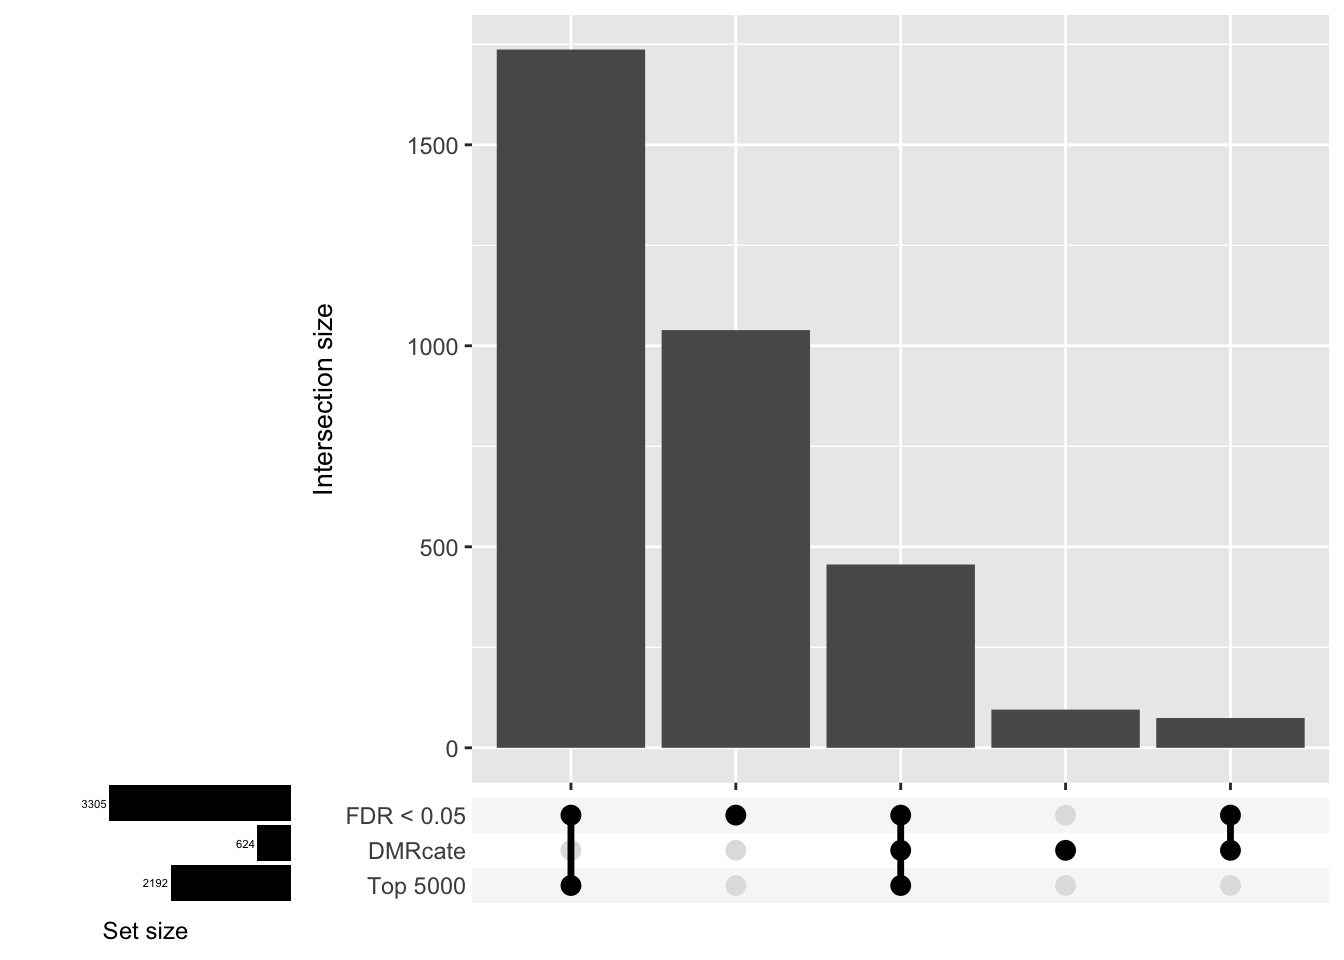 1500
1000
500
0
Intersection size
FDR < 0.05
DMRcate
Top 5000
3305
624
2192
Set size